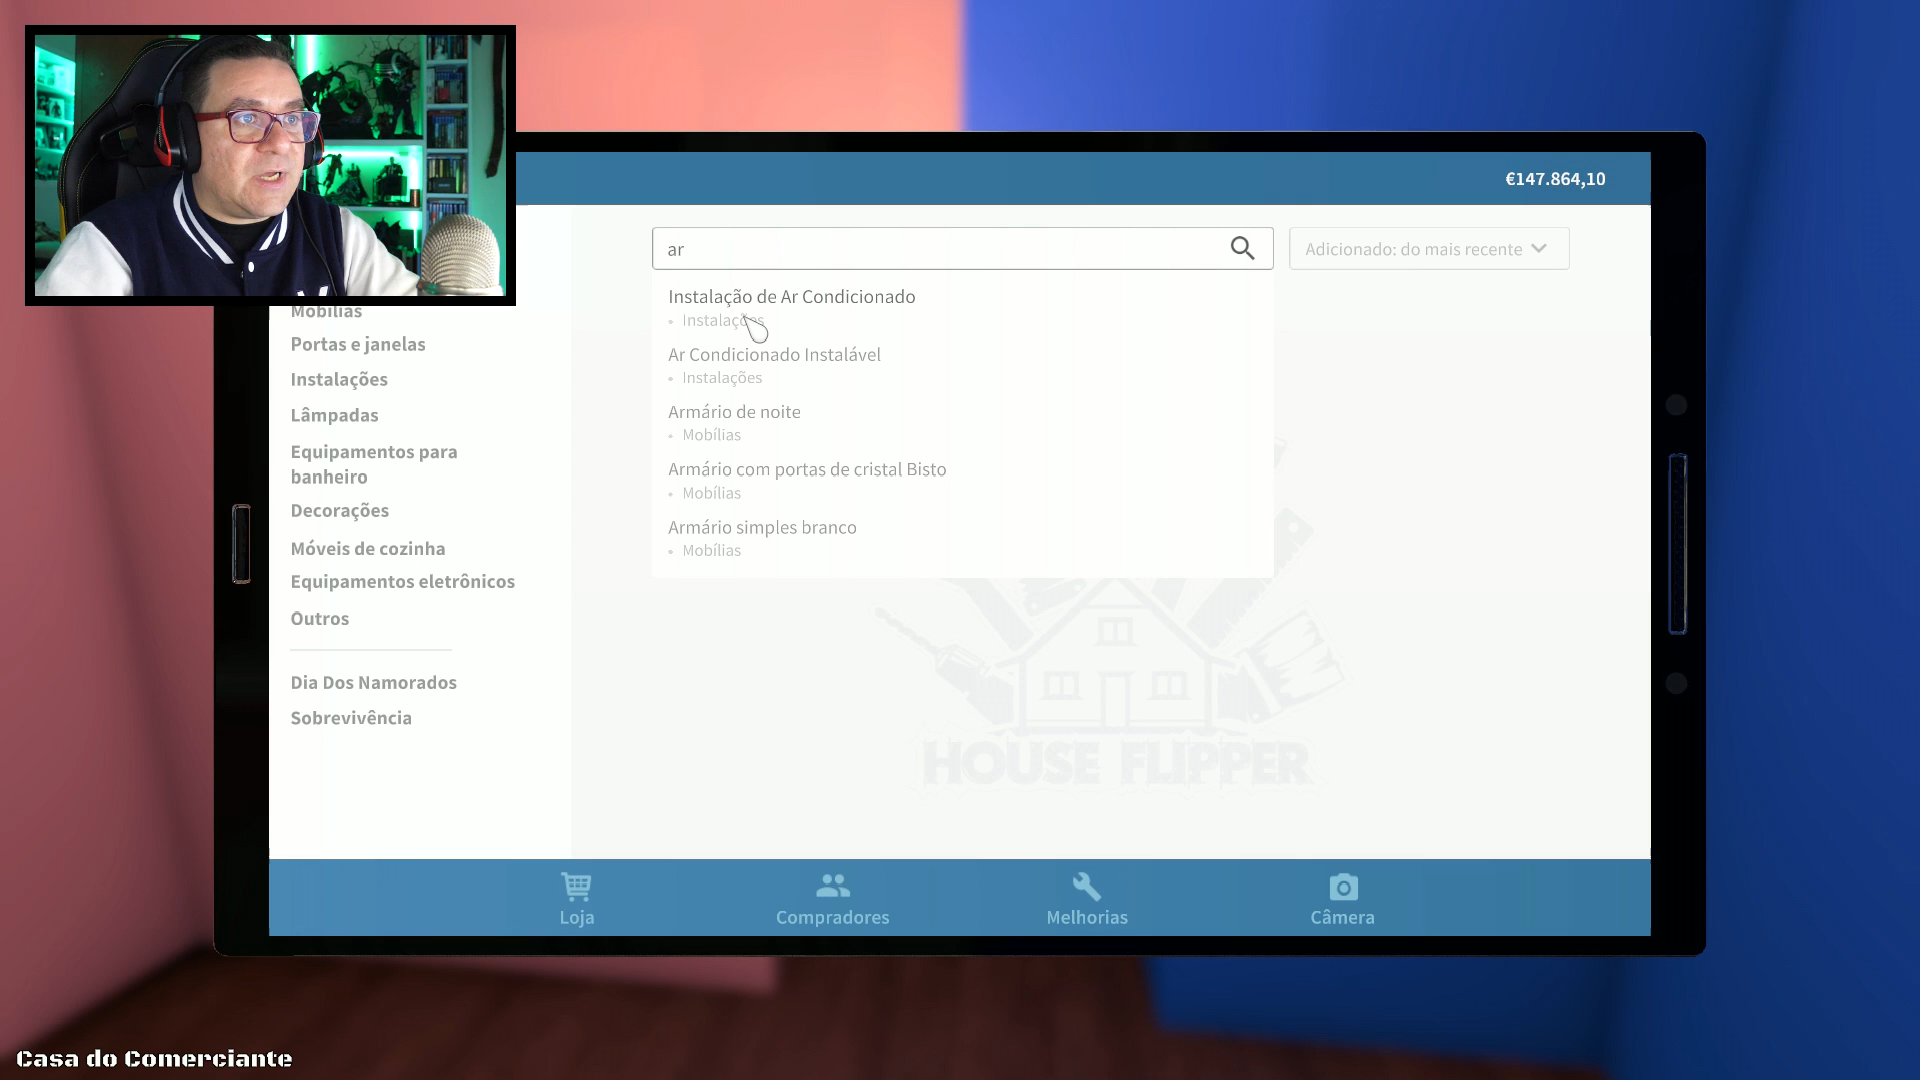 €147.864,10
ar
Adicionado: do mais recente
Instalação de Ar Condicionado
Instalações
Ar Condicionado Instalável
Instalações
Armário de noite
Mobílias
Armário com portas de cristal Bisto
Mobílias
Armário simples branco
Mobílias
Mobílias
Portas e janelas
Instalações
Lâmpadas
Equipamentos para
banheiro
Decorações
Móveis de cozinha
Equipamentos eletrônicos
Outros
Dia Dos Namorados
Sobrevivência
HOUSE FLIPPER
Loja
Compradores
Melhorias
Câmera
Casa do Comerciante